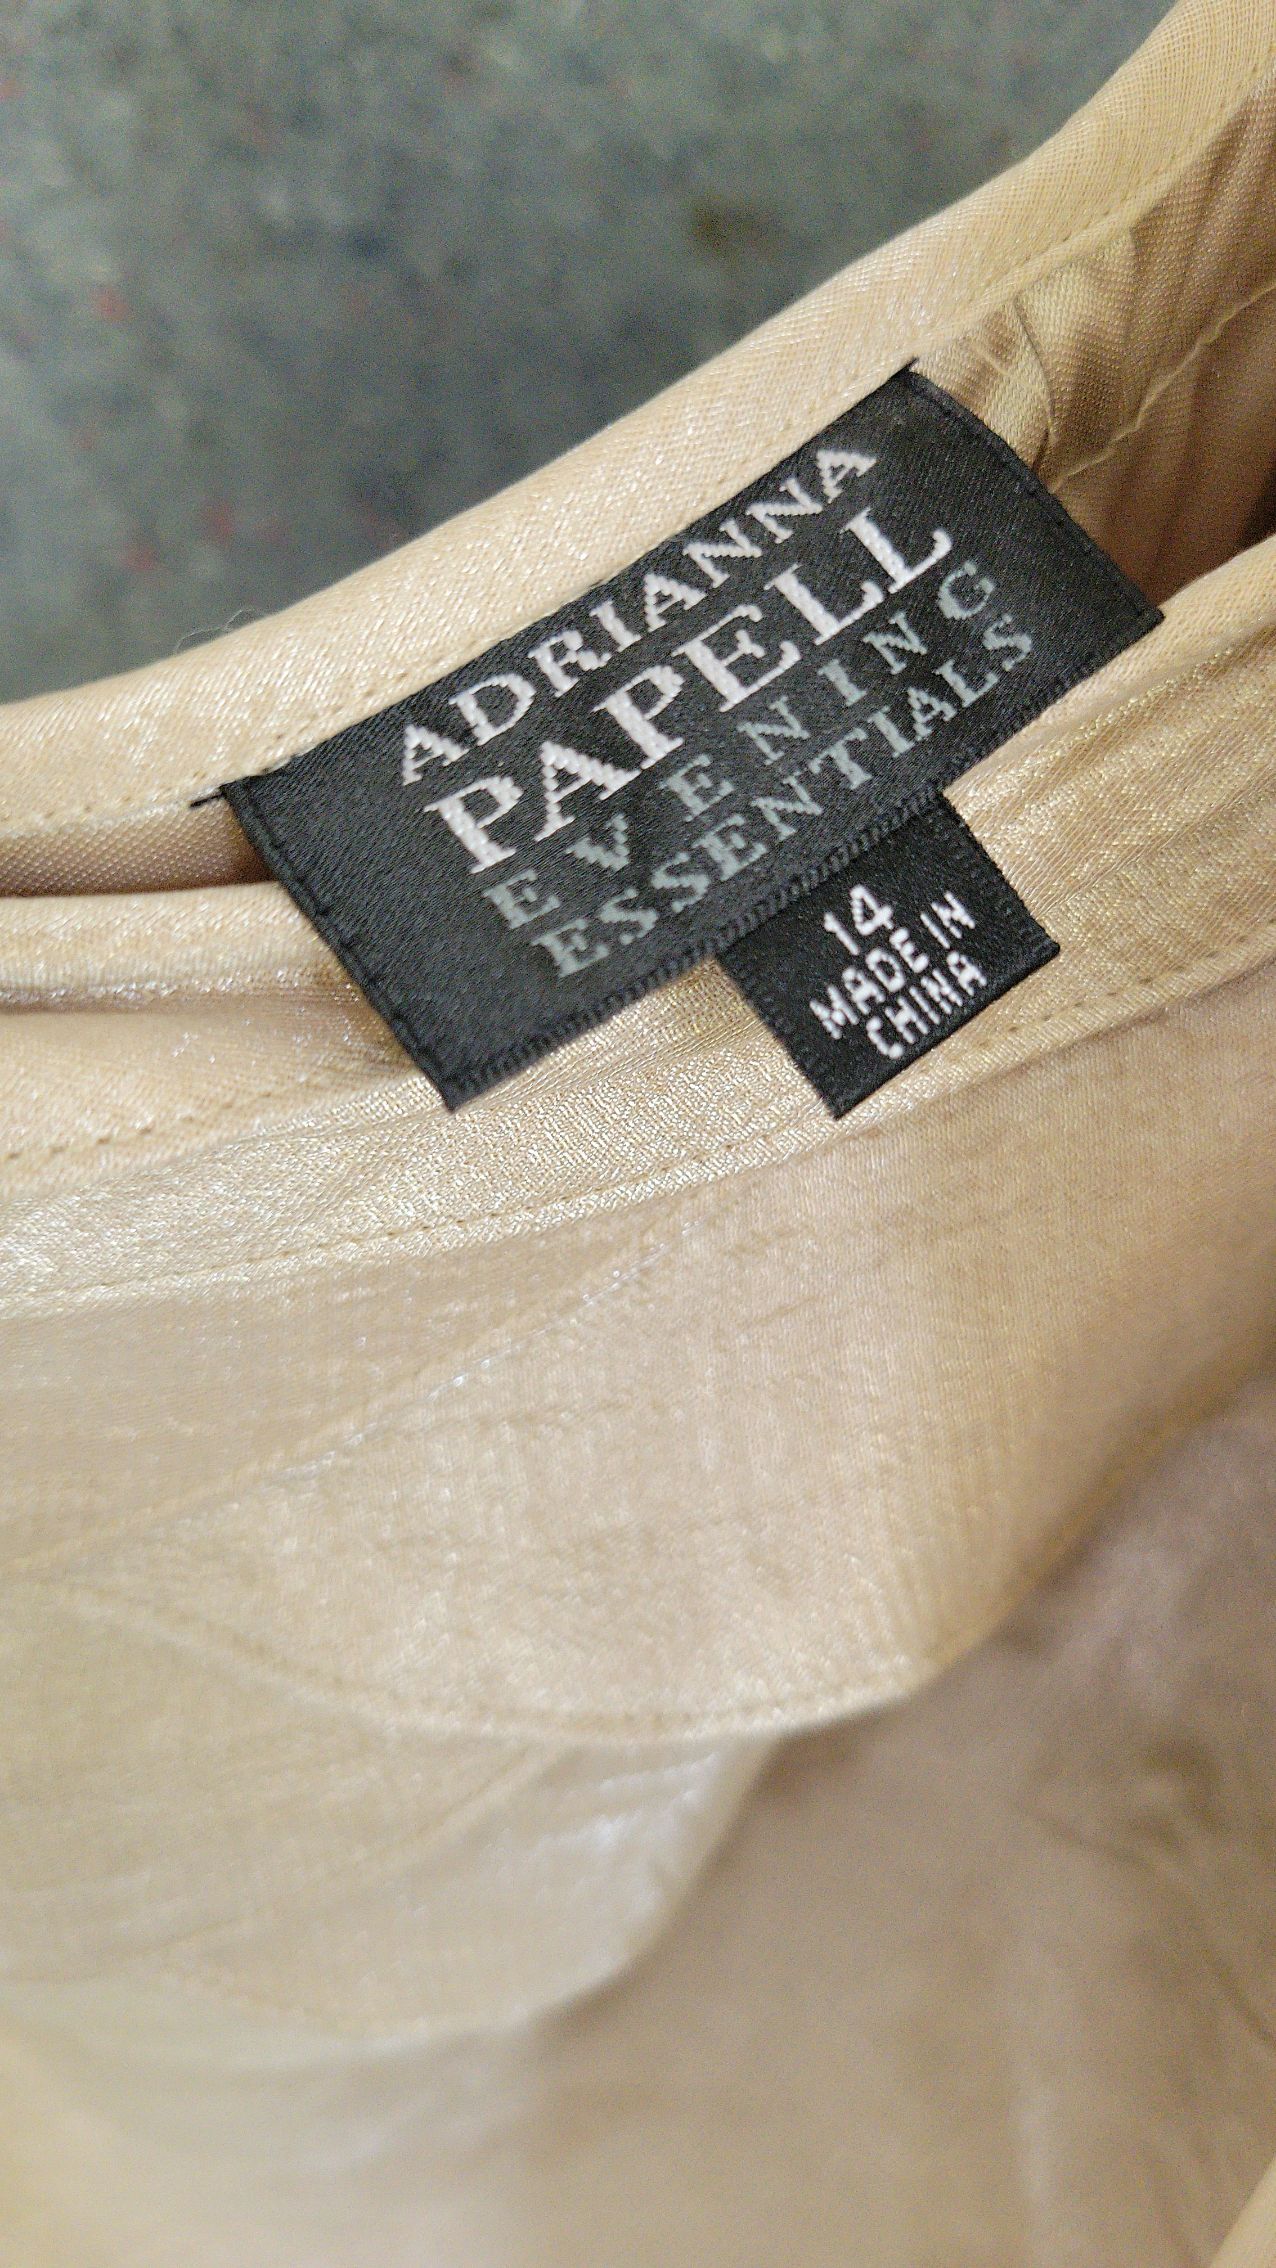 ADRIANNA
PAPELL
EVENING
ESSENTIALS
14
MADE IN
CHINA